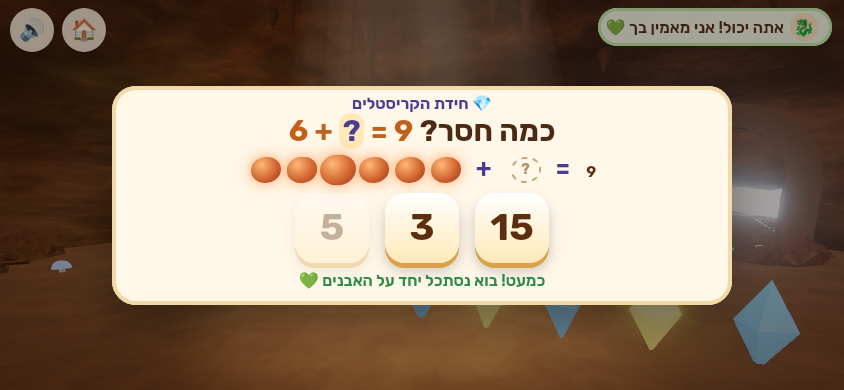 אתה יכול! אני מאמין בך 💚
💎 חידת הקריסטלים
כמה חסר? 6 + ? = 9
+ ? = 9
5 3 15
כמעט! בוא נסתכל יחד על האבנים 💚